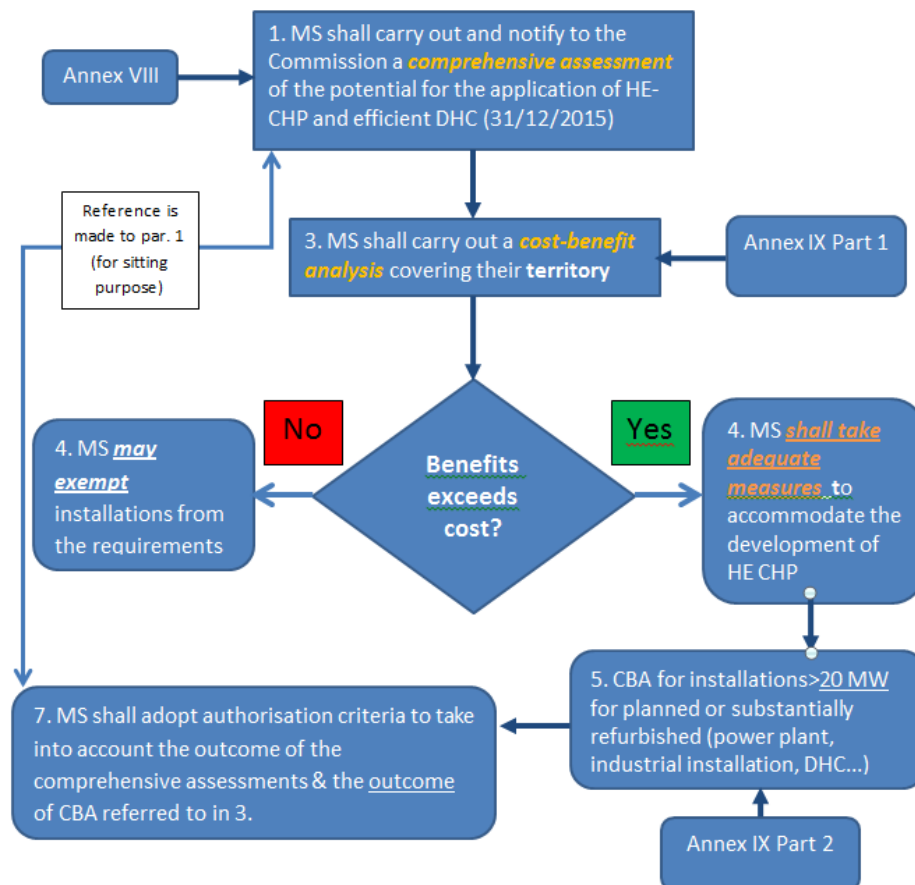 1. MS shall carry out and notify to the
Commission a comprehensive assessment
of the potential for the application of HE-
CHP and efficient DHC (31/12/2015)
Annex VIII
Reference is
made to par. 1
(for sitting
purpose)
3. MS shall carry out a cost-benefit
analysis covering their territory
Annex IX Part 1
No
Yes
4. MS may
exempt
installations from
the requirements
Benefits
exceeds
cost?
4. MS shall take
adequate
measures to
accommodate the
development of
HE CHP
5. CBA for installations>20 MW
for planned or substantially
refurbished (power plant,
industrial installation, DHC...)
7. MS shall adopt authorisation criteria to take
into account the outcome of the
comprehensive assessments & the outcome
of CBA referred to in 3.
Annex IX Part 2